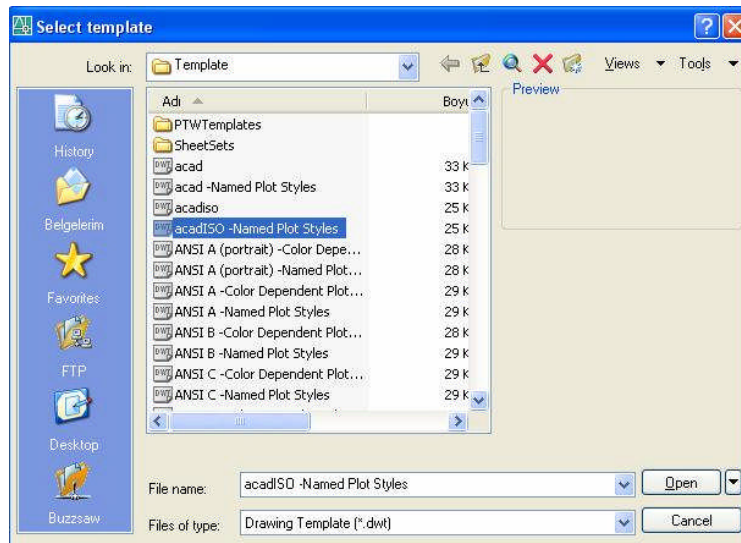 Select template
Look in: Template Views Tools
Adı Boyu
Preview
PTWTemplates
SheetSets
acad 33 K
acad -Named Plot Styles 33 K
acadiso 25 K
acadISO -Named Plot Styles 25 K
ANSI A (portrait) -Color Depe... 28 K
ANSI A (portrait) -Named Plot... 28 K
ANSI A -Color Dependent Plot... 29 K
ANSI A -Named Plot Styles 29 K
ANSI B -Color Dependent Plot... 28 K
ANSI B -Named Plot Styles 29 K
ANSI C -Color Dependent Plot... 29 K
ANSI C -Named Plot Styles 29 K
History
Belgelerim
Favorites
FTP
Desktop
Buzzsaw
File name: acadISO -Named Plot Styles Open
Files of type: Drawing Template (*.dwt) Cancel